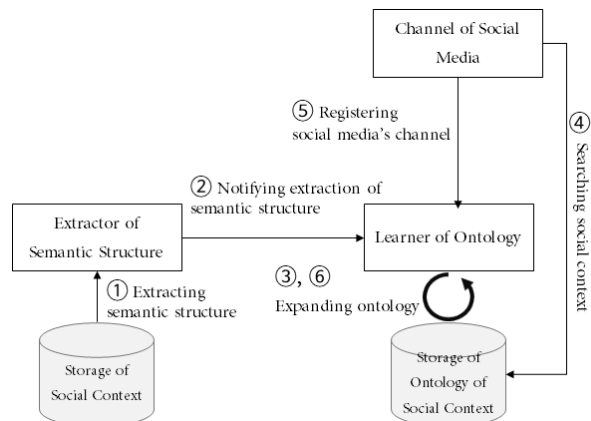 Channel of Social
Media
⑤ Registering
social media's channel
④
Searching social context
② Notifying extraction of
semantic structure
Extractor of
Semantic Structure
Learner of Ontology
③, ⑥
Expanding ontology
① Extracting
semantic structure
Storage of
Social Context
Storage of
Ontology of
Social Context